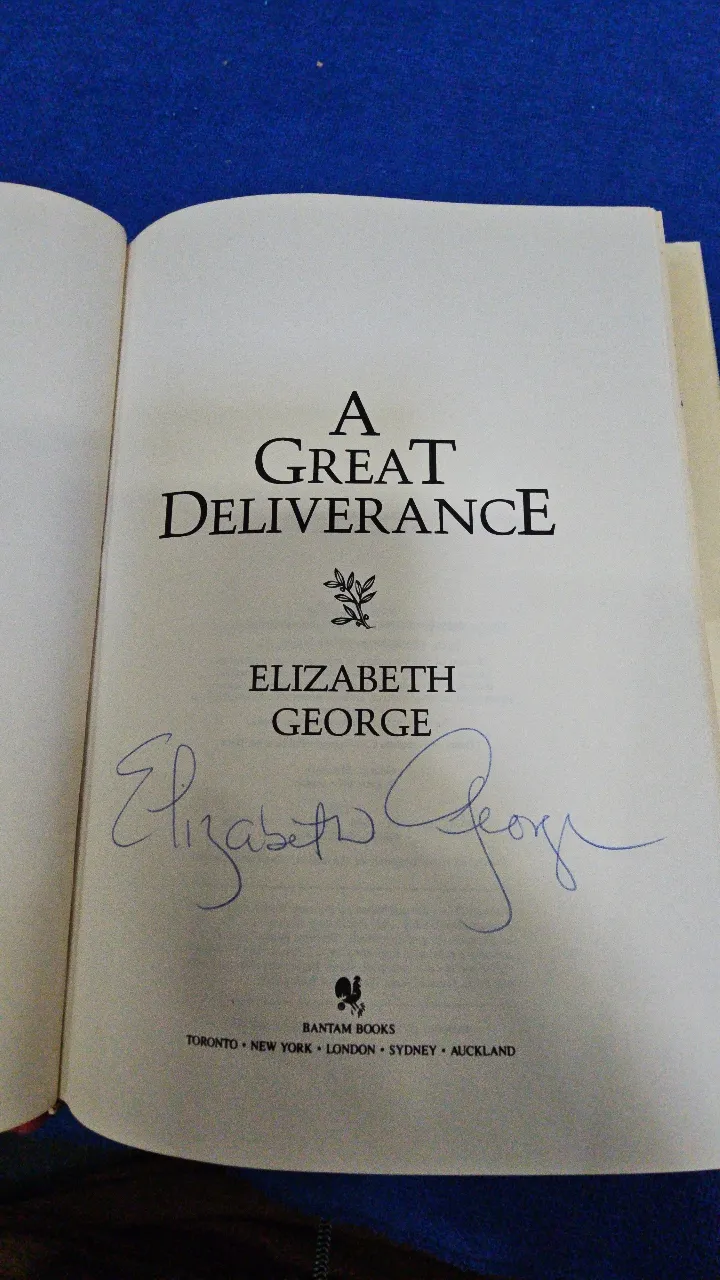 A
GREAT
DELIVERANCE
ELIZABETH
GEORGE
Elizabeth George
BANTAM BOOKS
TORONTO • NEW YORK • LONDON • SYDNEY • AUCKLAND